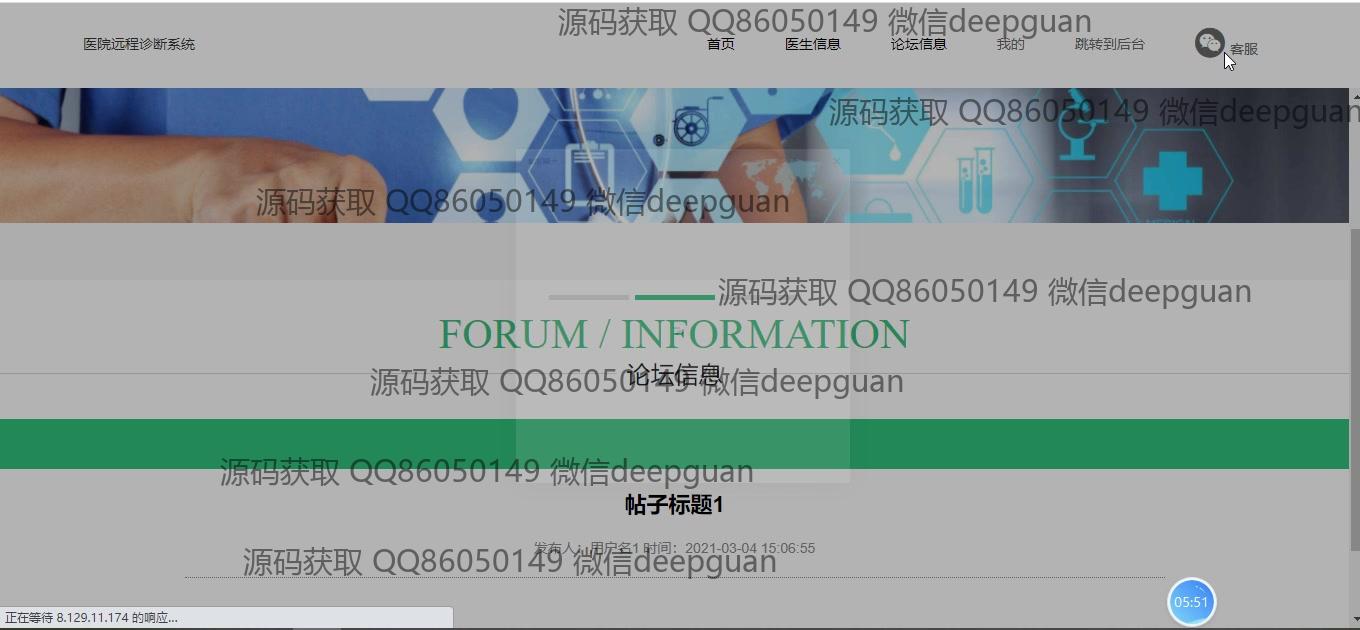 源码获取 QQ86050149 微信deepguan
医院远程诊断系统
首页
医生信息
论坛信息
我的
跳转到后台
客服
源码获取 QQ86050149 微信deepguan
源码获取 QQ86050149 微信deepguan
MEDICAL
源码获取 QQ86050149 微信deepguan
FORUM / INFORMATION
论坛信息
源码获取 QQ86050149 微信deepguan
源码获取 QQ86050149 微信deepguan
帖子标题1
发布人：用户名1 时间：2021-03-04 15:06:55
源码获取 QQ86050149 微信deepguan
05:51
正在等待 8.129.11.174 的响应...